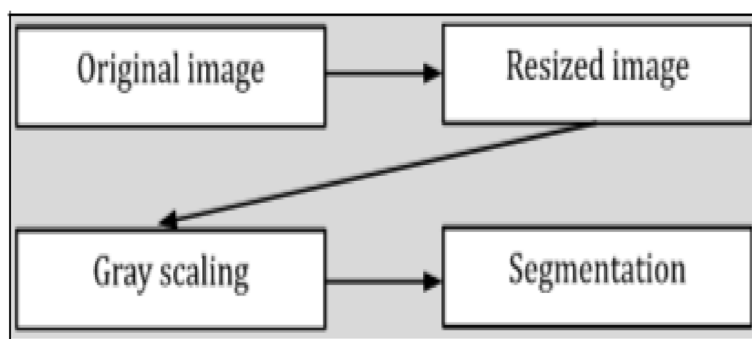 Original image
Resized image
Gray scaling
Segmentation